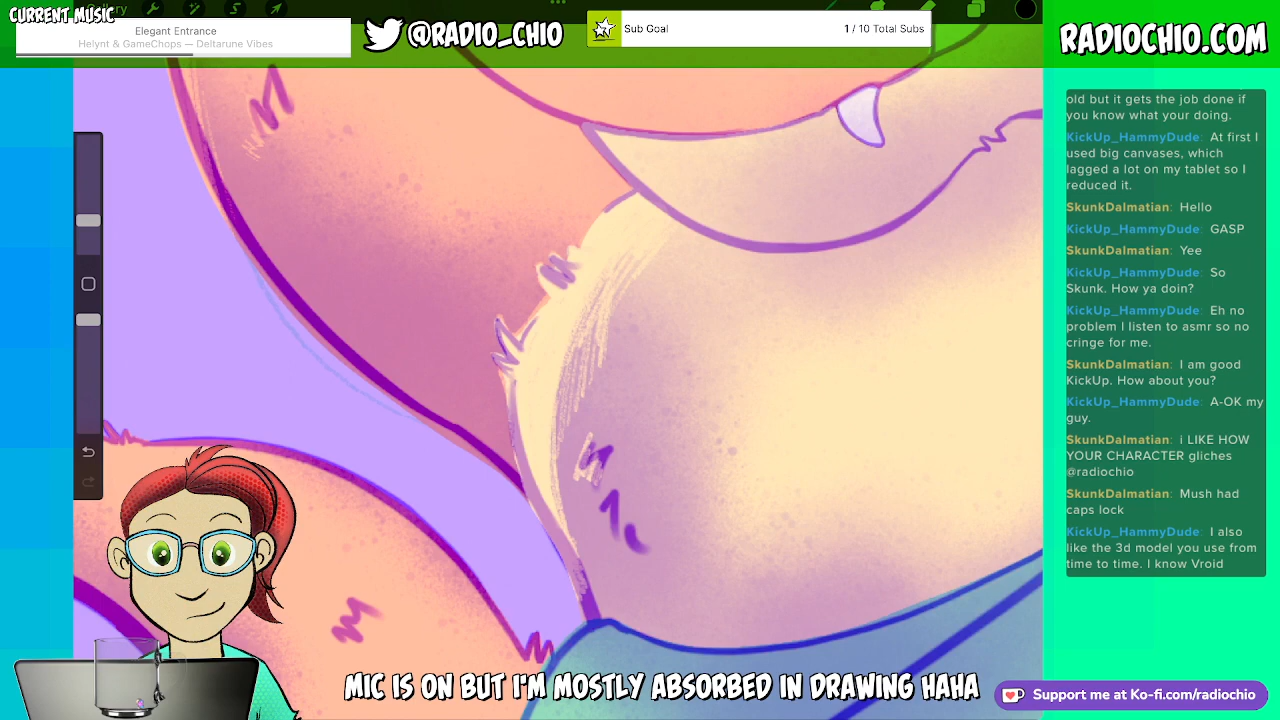 CURRENT MUSIC
Elegant Entrance
Helynt & GameChops — Deltarune Vibes
@RADIO_CHIO
Sub Goal
1 / 10 Total Subs
RADIOCHIO.COM
old but it gets the job done if
you know what your doing.
KickUp_HammyDude: At first I
used big canvases, which
lagged a lot on my tablet so I
reduced it.
SkunkDalmatian: Hello
KickUp_HammyDude: GASP
SkunkDalmatian: Yee
KickUp_HammyDude: So
Skunk. How ya doin?
KickUp_HammyDude: Eh no
problem I listen to asmr so no
cringe for me.
SkunkDalmatian: I am good
KickUp. How about you?
KickUp_HammyDude: A-OK my
guy.
SkunkDalmatian: i LIKE HOW
YOUR CHARACTER gliches
@radiochio
SkunkDalmatian: Mush had
caps lock
KickUp_HammyDude: I also
like the 3d model you use from
time to time. I know Vroid
MIC IS ON BUT I'M MOSTLY ABSORBED IN DRAWING HAHA
Support me at Ko-fi.com/radiochio